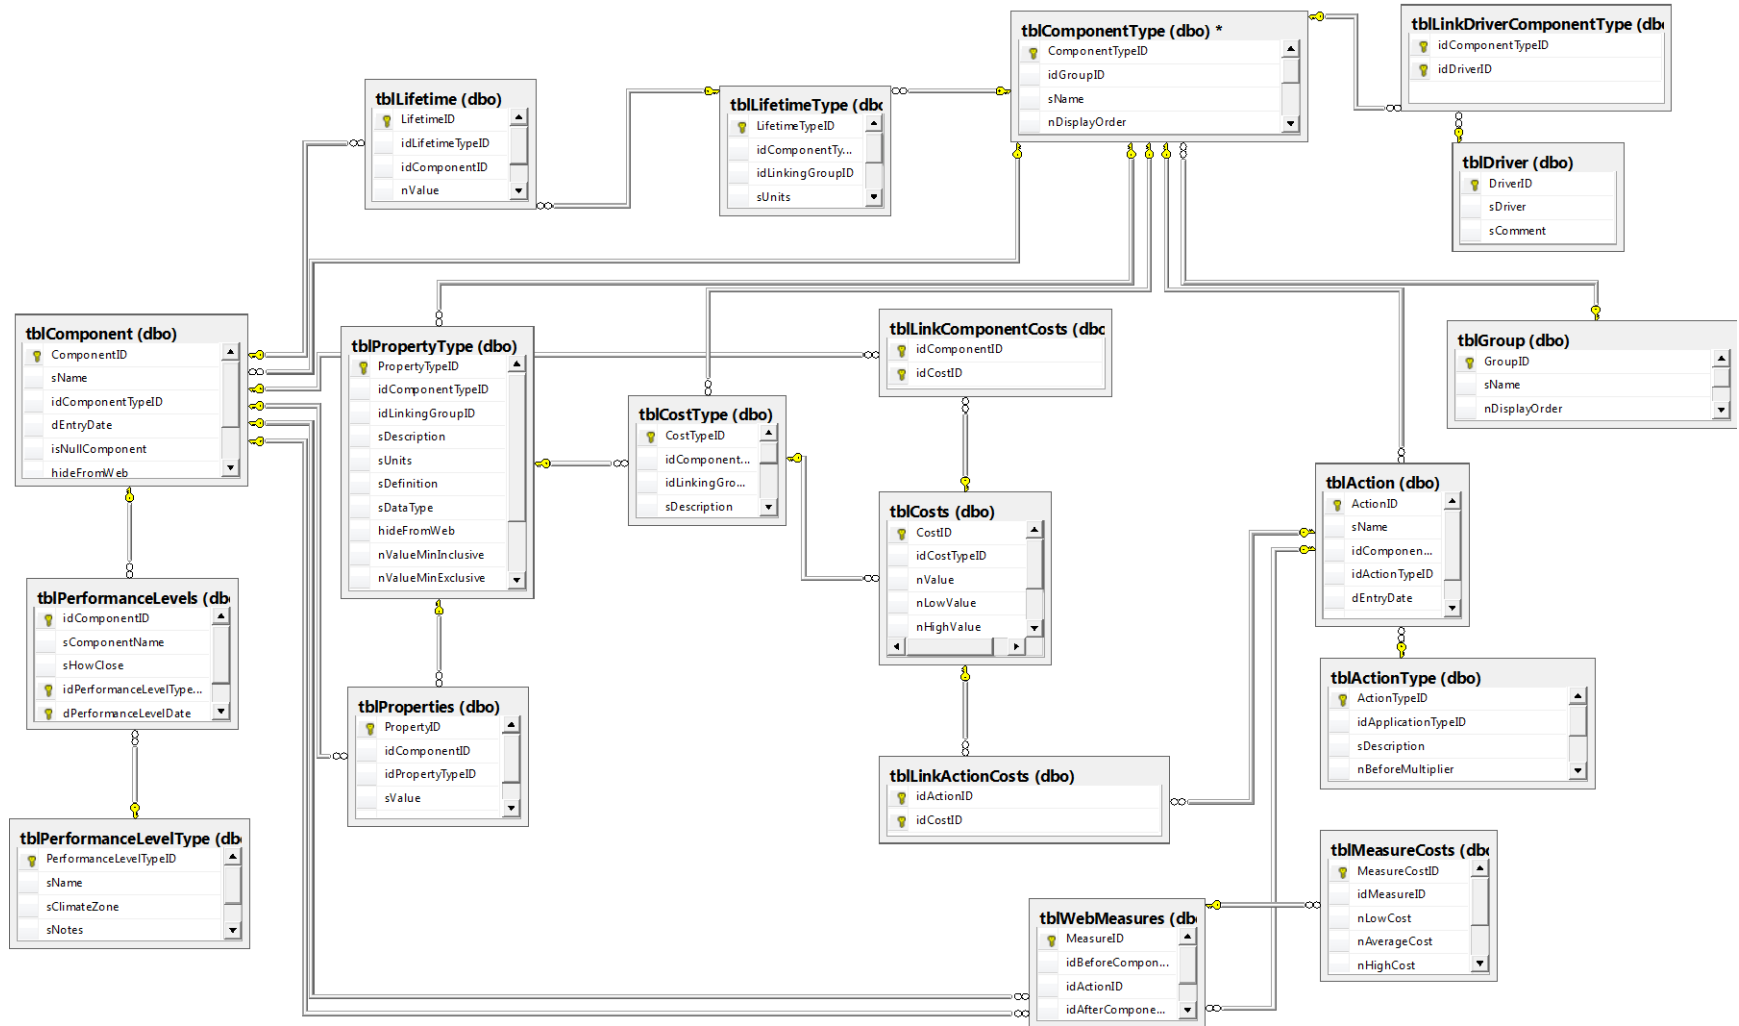 tblComponentType (dbo) *
ComponentTypeID
idGroupID
sName
nDisplayOrder
tblLinkDriverComponentType (dbo
idComponentTypeID
idDriverID
tblLifetime (dbo)
LifetimeID
idLifetimeTypeID
idComponentID
nValue
tblLifetimeType (dbo
LifetimeTypeID
idComponentTy...
idLinkingGroupID
sUnits
tblDriver (dbo)
DriverID
sDriver
sComment
tblComponent (dbo)
ComponentID
sName
idComponentTypeID
dEntryDate
isNullComponent
hideFromWeb
tblPropertyType (dbo)
PropertyTypeID
idComponentTypeID
idLinkingGroupID
sDescription
sUnits
sDefinition
sDataType
hideFromWeb
nValueMinInclusive
nValueMinExclusive
tblLinkComponentCosts (dbo
idComponentID
idCostID
tblGroup (dbo)
GroupID
sName
nDisplayOrder
tblCostType (dbo)
CostTypeID
idComponent...
idLinkingGro...
sDescription
tblCosts (dbo)
CostID
idCostTypeID
nValue
nLowValue
nHighValue
tblAction (dbo)
ActionID
sName
idComponen...
idActionTypeID
dEntryDate
tblPerformanceLevels (db
idComponentID
sComponentName
sHowClose
idPerformanceLevelType...
dPerformanceLevelDate
tblActionType (dbo)
ActionTypeID
idApplicationTypeID
sDescription
nBeforeMultiplier
tblProperties (dbo)
PropertyID
idComponentID
idPropertyTypeID
sValue
tblLinkActionCosts (dbo)
idActionID
idCostID
tblPerformanceLevelType (db
PerformanceLevelTypeID
sName
sClimateZone
sNotes
tblMeasureCosts (dbo
MeasureCostID
idMeasureID
nLowCost
nAverageCost
nHighCost
tblWebMeasures (db
MeasureID
idBeforeCompon...
idActionID
idAfterCompone...